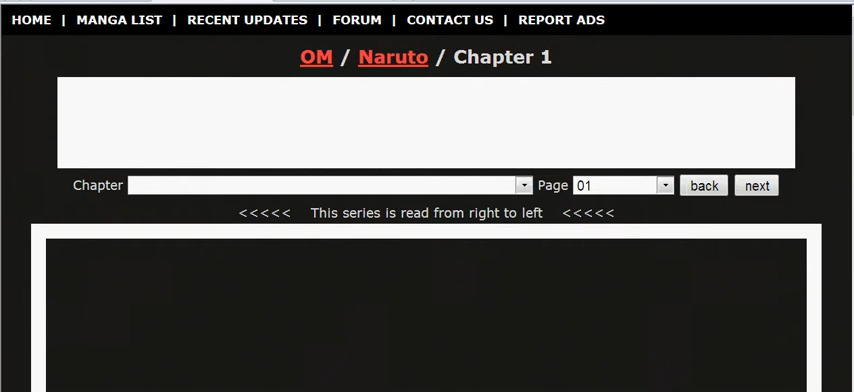 HOME | MANGA LIST | RECENT UPDATES | FORUM | CONTACT US | REPORT ADS
OM / Naruto / Chapter 1
Chapter Page 01 back next
<<<<< This series is read from right to left <<<<<